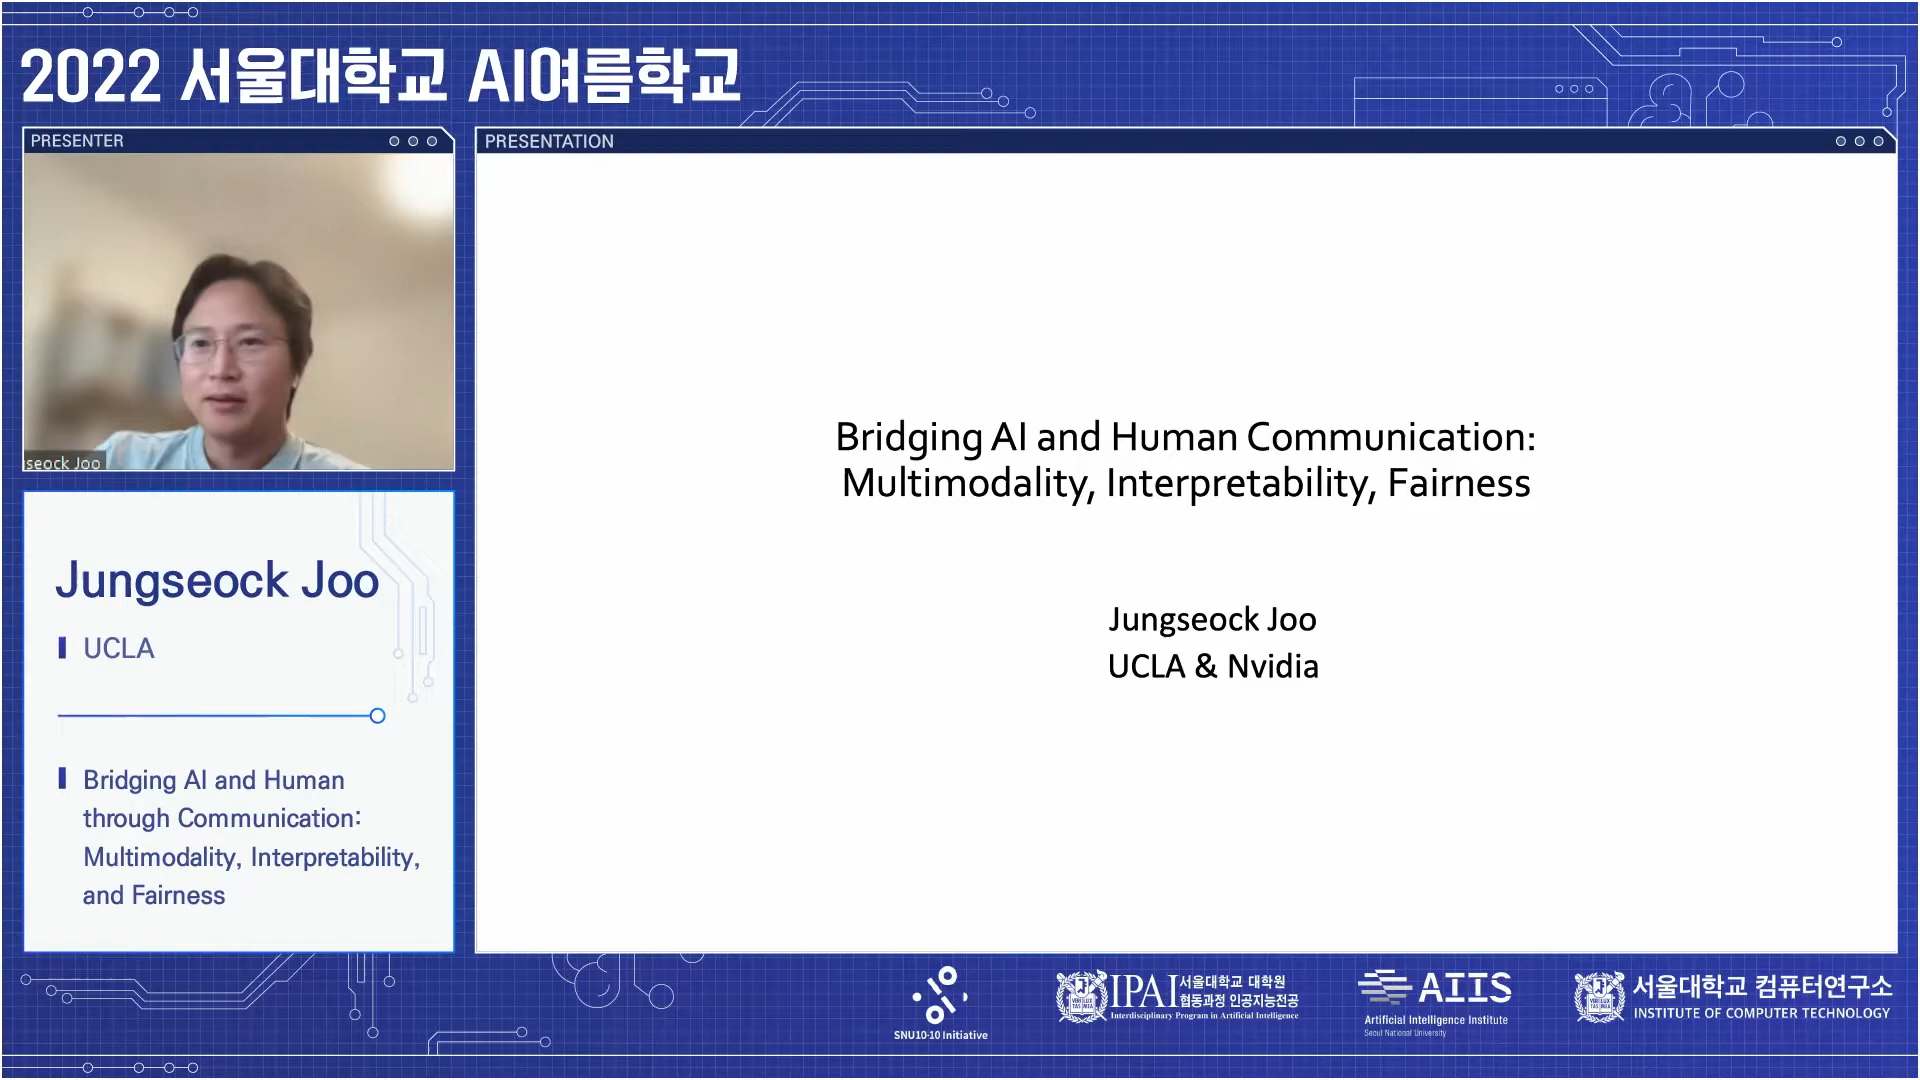 2022 서울대학교 AI여름학교
PRESENTER
seock Joo
Jungseock Joo
UCLA
Bridging AI and Human
through Communication:
Multimodality, Interpretability,
and Fairness
PRESENTATION
Bridging AI and Human Communication:
Multimodality, Interpretability, Fairness
Jungseock Joo
UCLA & Nvidia
SNU10·10 Initiative
IPAI 서울대학교 대학원
협동과정 인공지능전공
Interdisciplinary Program in Artificial Intelligence
AIIS
Artificial Intelligence Institute
Seoul National University
서울대학교 컴퓨터연구소
INSTITUTE OF COMPUTER TECHNOLOGY